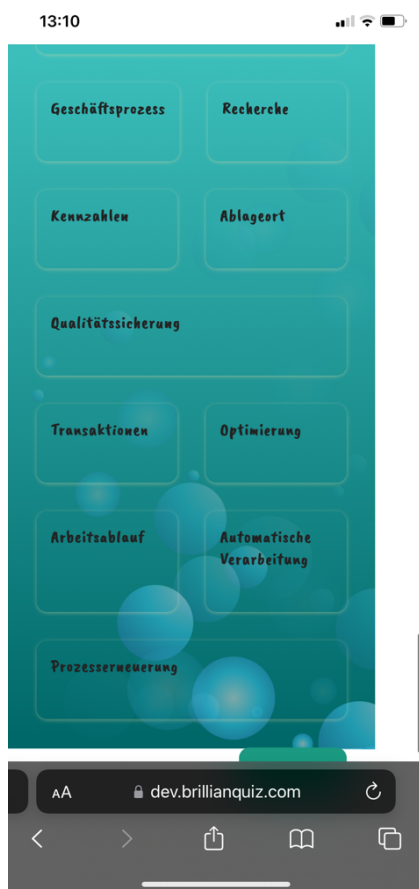 13:10
Geschäftsprozess
Recherche
Kennzahlen
Ablageort
Qualitätssicherung
Transaktionen
Optimierung
Arbeitsablauf
Automatische
Verarbeitung
Prozesserneuerung
AA
dev.brillianquiz.com